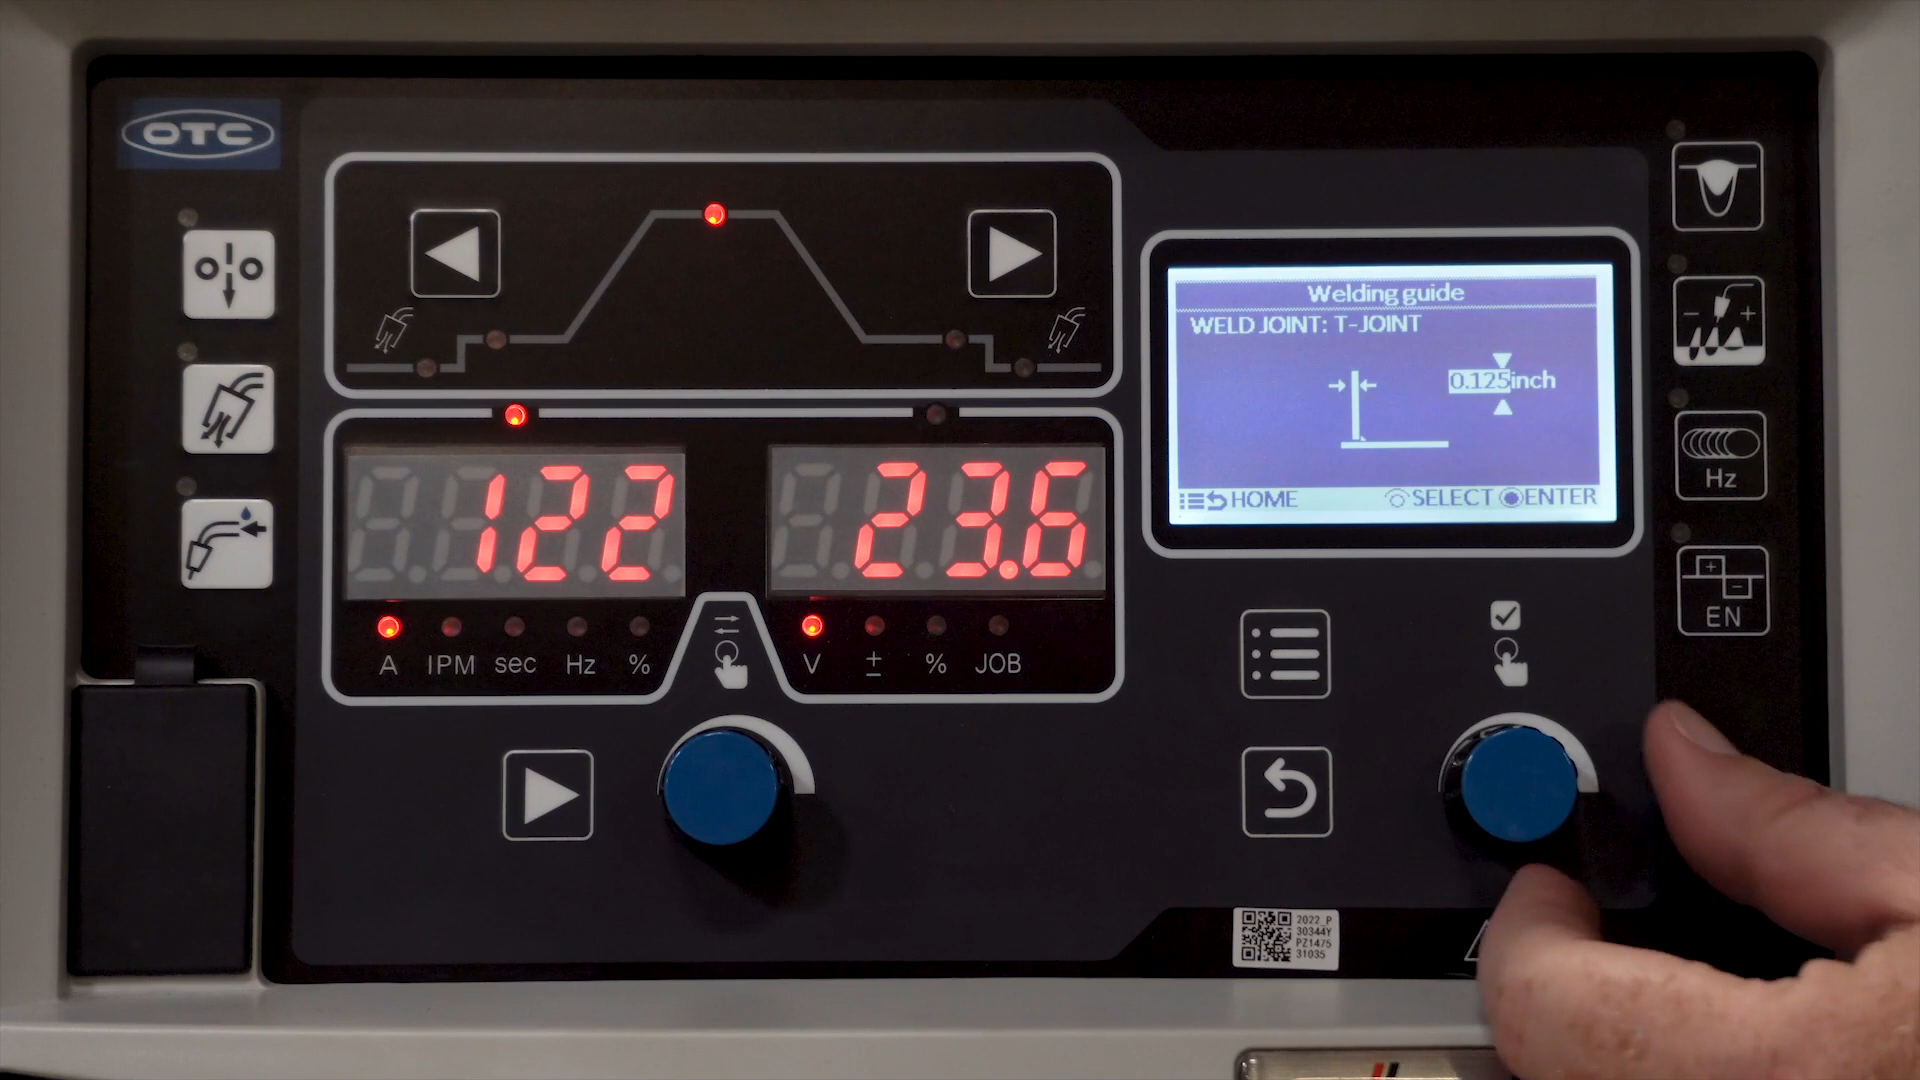 OTC
Welding guide
WELD JOINT: T-JOINT
0.125inch
HOME SELECT ENTER
122
23.6
A IPM sec Hz %
V ± % JOB
- +
Hz
+ -
EN
2022_P
30344Y
PZ1475
31035